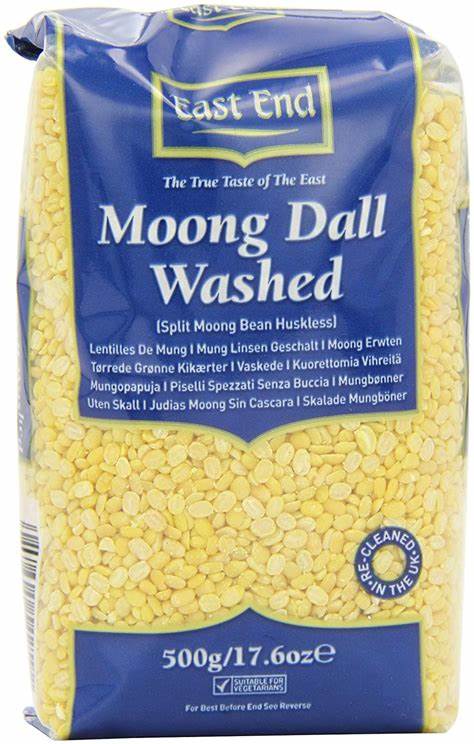 East End
East End
The True Taste of The East
Moong Dall
Washed
(Split Moong Bean Huskless)
Lentilles De Mung | Mung Linsen Geschalt | Moong Erwten
Tørrede Grønne Kikærter | Vaskede | Kuorettomia Vihreitä
Mungopapuja | Piselli Spezzati Senza Buccia | Mungbønner
Uten Skall | Judias Moong Sin Cascara | Skalade Mungböner
RE-CLEANED
IN THE UK
500g/17.6oz℮
SUITABLE FOR
VEGETARIANS
For Best Before End See Reverse